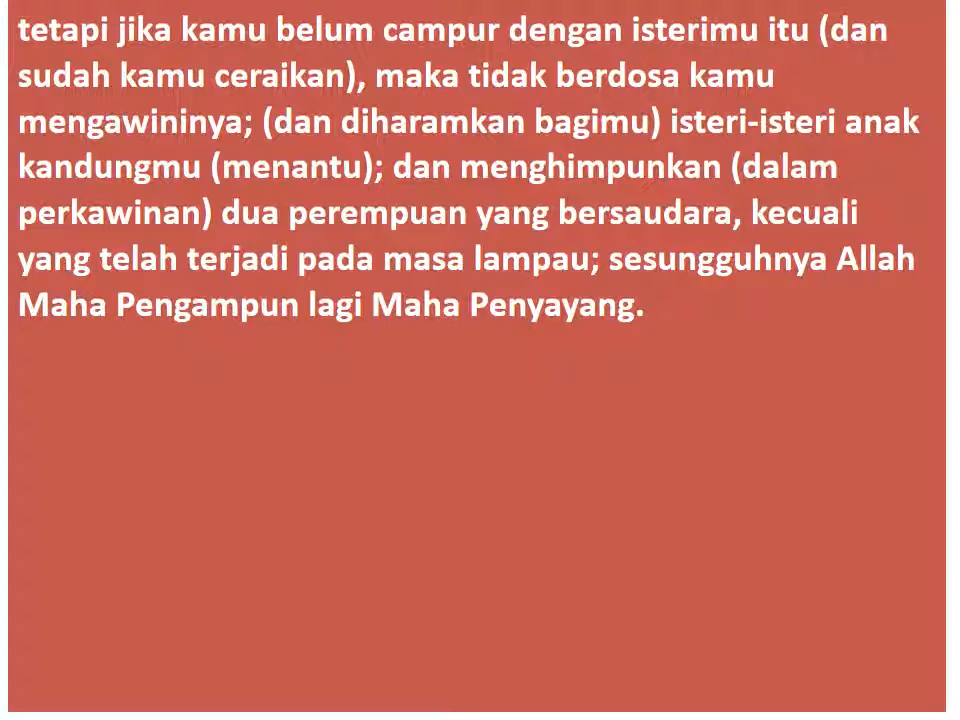 tetapi jika kamu belum campur dengan isterimu itu (dan
sudah kamu ceraikan), maka tidak berdosa kamu
mengawininya; (dan diharamkan bagimu) isteri-isteri anak
kandungmu (menantu); dan menghimpunkan (dalam
perkawinan) dua perempuan yang bersaudara, kecuali
yang telah terjadi pada masa lampau; sesungguhnya Allah
Maha Pengampun lagi Maha Penyayang.